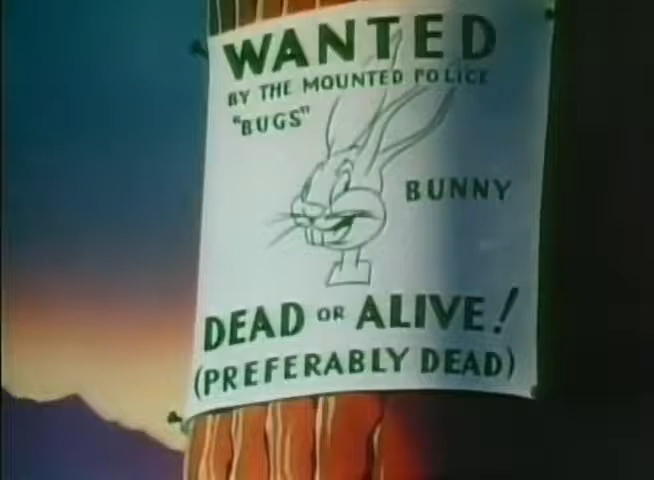 WANTED
BY THE MOUNTED POLICE
"BUGS"
BUNNY
DEAD OR ALIVE!
(PREFERABLY DEAD)